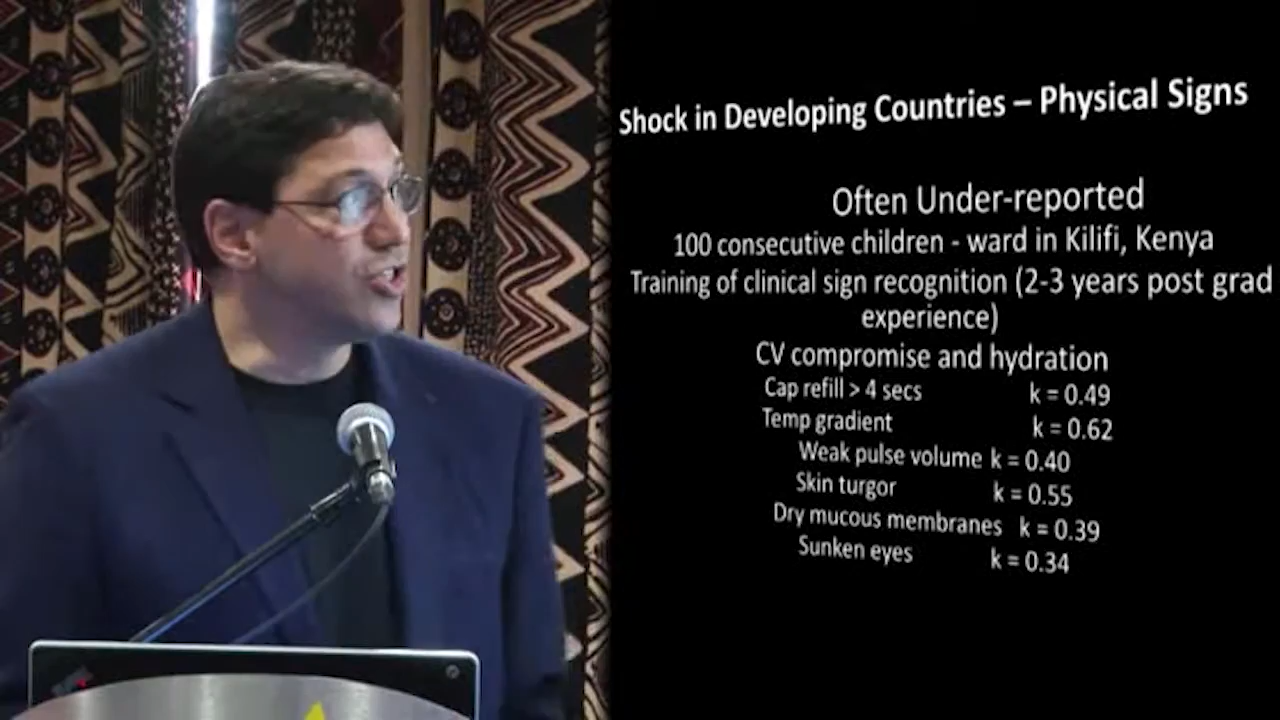 Shock in Developing Countries – Physical Signs
Often Under-reported
100 consecutive children - ward in Kilifi, Kenya
Training of clinical sign recognition (2-3 years post grad
experience)
CV compromise and hydration
Cap refill > 4 secs k = 0.49
Temp gradient k = 0.62
Weak pulse volume k = 0.40
Skin turgor k = 0.55
Dry mucous membranes k = 0.39
Sunken eyes k = 0.34